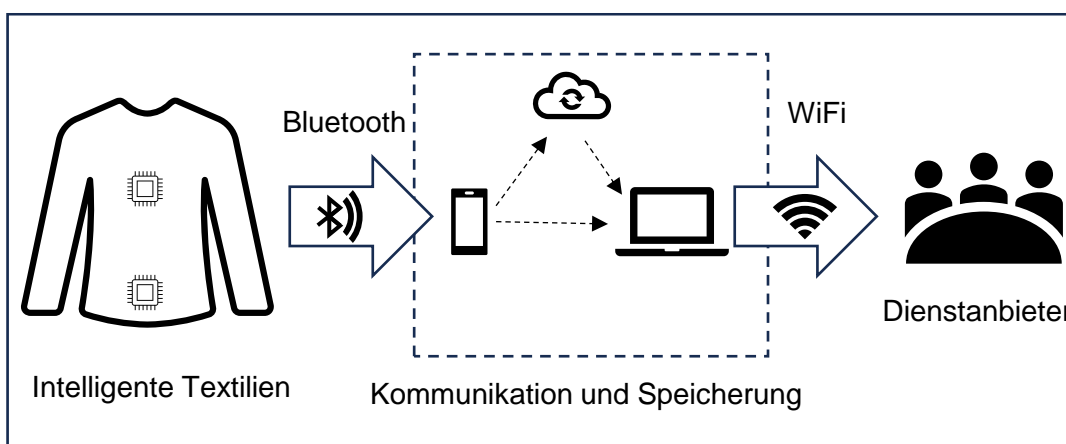 Bluetooth
WiFi
Intelligente Textilien
Kommunikation und Speicherung
Dienstanbieter